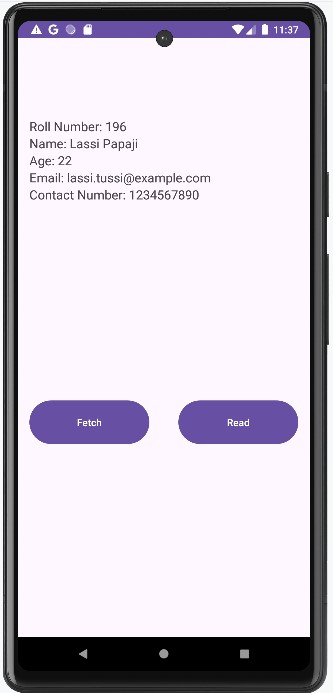 11:37
Roll Number: 196
Name: Lassi Papaji
Age: 22
Email: lassi.tussi@example.com
Contact Number: 1234567890
Fetch
Read